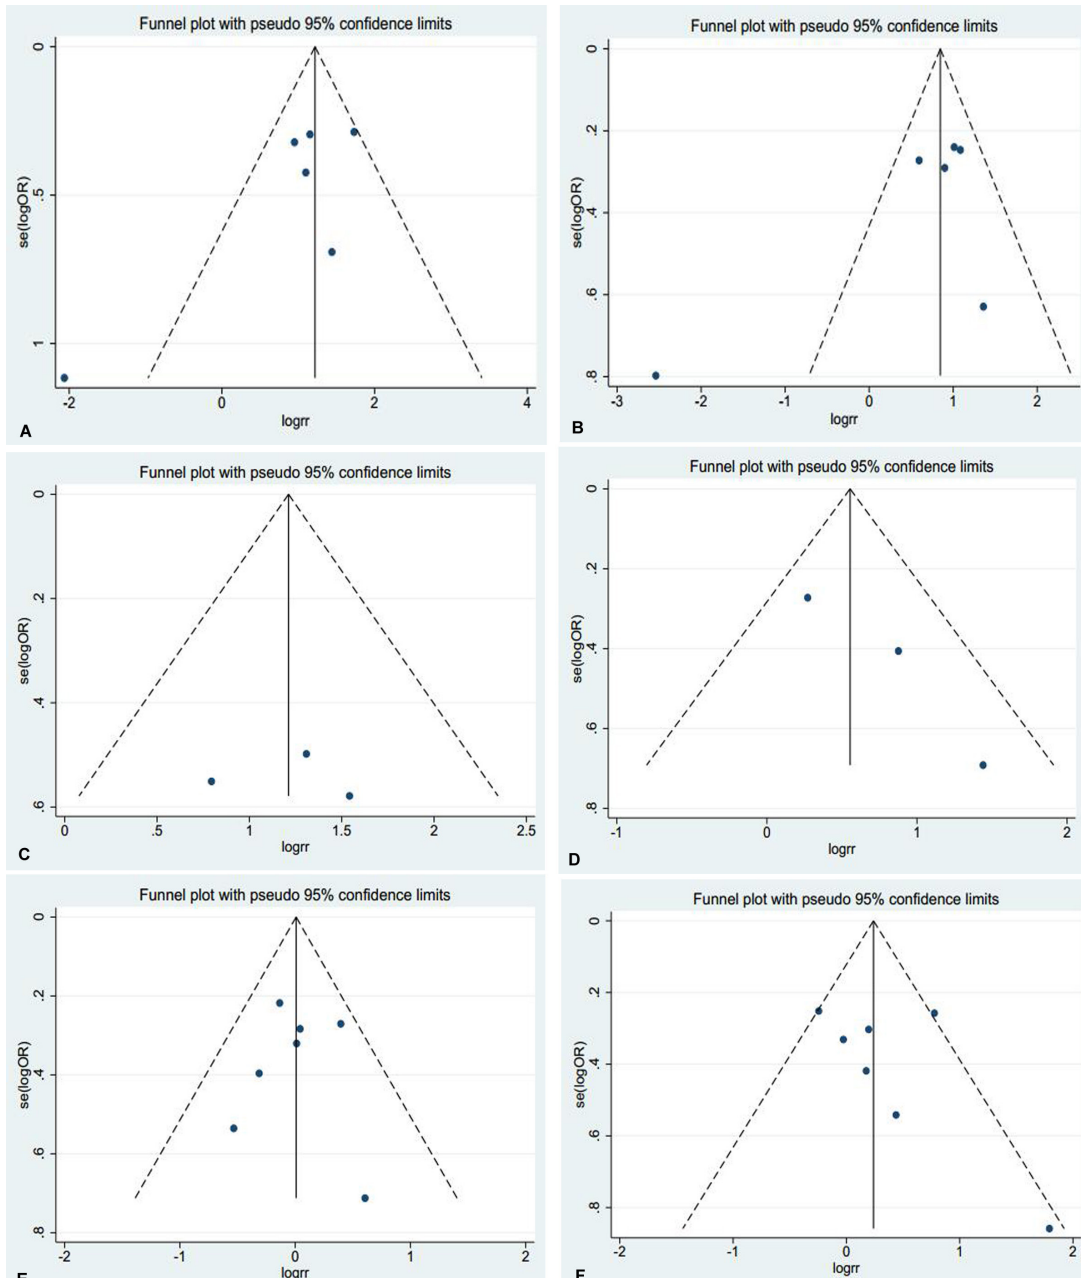 Funnel plot with pseudo 95% confidence limits
0
.5
1
se(logOR)
-2
0
2
4
logrr
A
Funnel plot with pseudo 95% confidence limits
0
.2
.4
.6
.8
se(logOR)
-3
-2
-1
0
1
2
logrr
B
Funnel plot with pseudo 95% confidence limits
0
.2
.4
.6
se(logOR)
0
.5
1
1.5
2
2.5
logrr
C
Funnel plot with pseudo 95% confidence limits
0
.2
.4
.6
.8
se(logOR)
-1
0
1
2
logrr
D
Funnel plot with pseudo 95% confidence limits
0
.2
.4
.6
.8
se(logOR)
-2
-1
0
1
2
logrr
E
Funnel plot with pseudo 95% confidence limits
0
.2
.4
.6
.8
se(logOR)
-2
-1
0
1
2
logrr
F